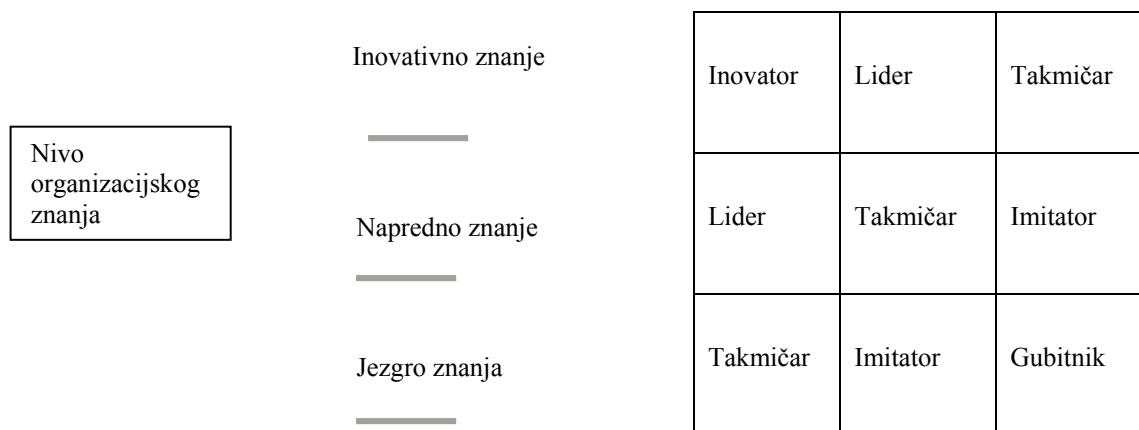 Nivo
organizacijskog
znanja
Inovativno znanje
Napredno znanje
Jezgro znanja
Inovator Lider Takmičar
Lider Takmičar Imitator
Takmičar Imitator Gubitnik